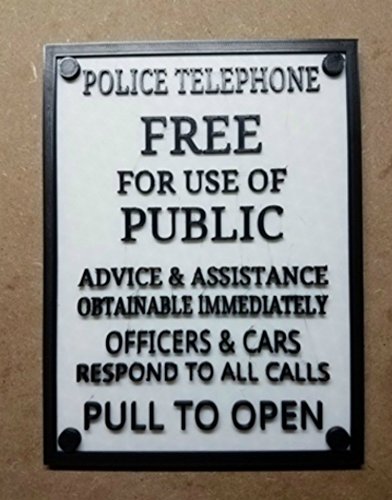 POLICE TELEPHONE
FREE
FOR USE OF
PUBLIC
ADVICE & ASSISTANCE
OBTAINABLE IMMEDIATELY
OFFICERS & CARS
RESPOND TO ALL CALLS
PULL TO OPEN